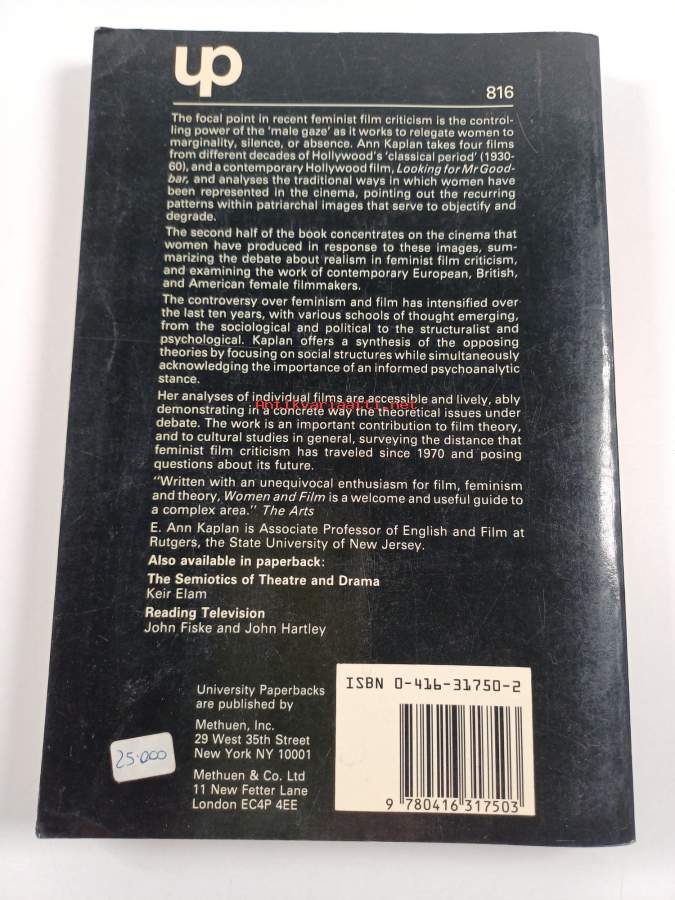 up
816
The focal point in recent feminist film criticism is the control-
ling power of the 'male gaze' as it works to relegate women to
marginality, silence, or absence. Ann Kaplan takes four films
from different decades of Hollywood's 'classical period' (1930-
60), and a contemporary Hollywood film, Looking for Mr Good-
bar, and analyses the traditional ways in which women have
been represented in the cinema, pointing out the recurring
patterns within patriarchal images that serve to objectify and
degrade.
The second half of the book concentrates on the cinema that
women have produced in response to these images, sum-
marizing the debate about realism in feminist film criticism,
and examining the work of contemporary European, British,
and American female filmmakers.
The controversy over feminism and film has intensified over
the last ten years, with various schools of thought emerging,
from the sociological and political to the structuralist and
psychological. Kaplan offers a synthesis of the opposing
theories by focusing on social structures while simultaneously
acknowledging the importance of an informed psychoanalytic
stance.
Her analyses of individual films are accessible and lively, ably
Antikvariaatti.net
demonstrating in a concrete way the theoretical issues under
debate. The work is an important contribution to film theory,
and to cultural studies in general, surveying the distance that
feminist film criticism has traveled since 1970 and posing
questions about its future.
"Written with an unequivocal enthusiasm for film, feminism
and theory, Women and Film is a welcome and useful guide to
a complex area." The Arts
E. Ann Kaplan is Associate Professor of English and Film at
Rutgers, the State University of New Jersey.
Also available in paperback:
The Semiotics of Theatre and Drama
Keir Elam
Reading Television
John Fiske and John Hartley
University Paperbacks
are published by
Methuen, Inc.
29 West 35th Street
New York NY 10001
Methuen & Co. Ltd
11 New Fetter Lane
London EC4P 4EE
25.000
ISBN 0-416-31750-2
9 780416 317503